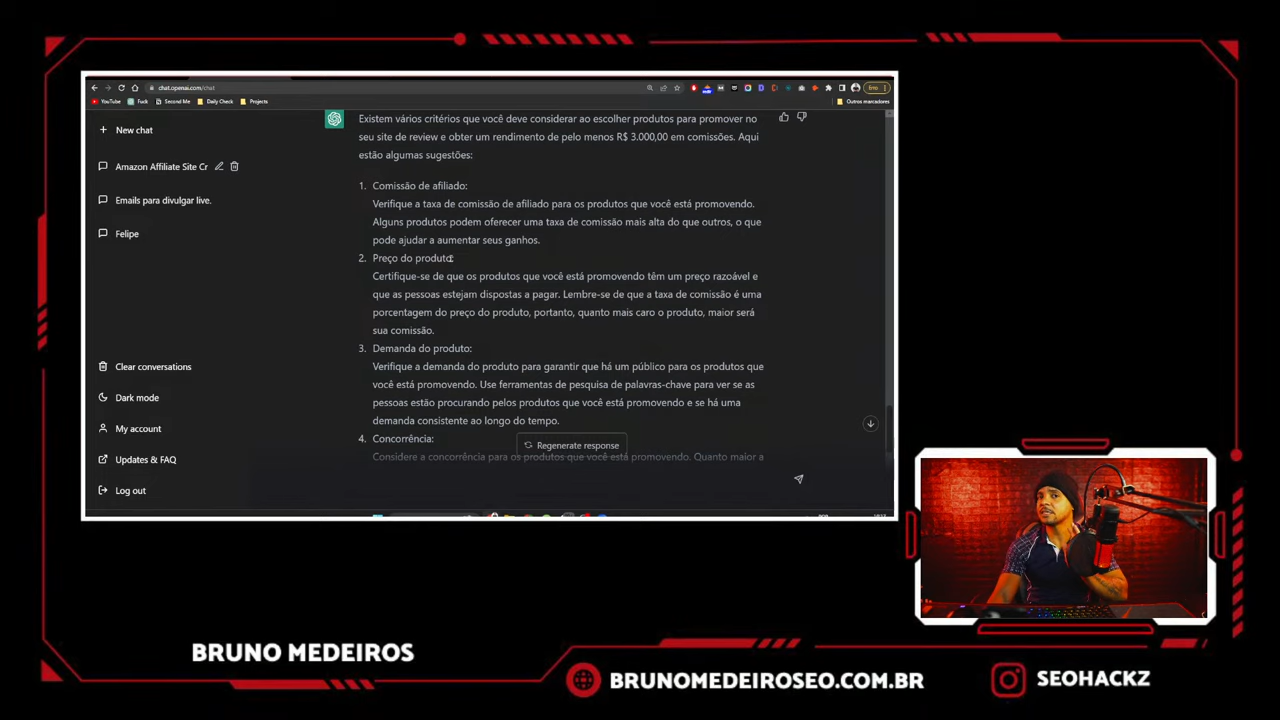 chat.openai.com/chat
YouTube Fuck Second Me Daily Check Projects Outros marcadores
New chat
Amazon Affiliate Site Cr
Emails para divulgar live.
Felipe
Clear conversations
Dark mode
My account
Updates & FAQ
Log out
Existem vários critérios que você deve considerar ao escolher produtos para promover no
seu site de review e obter um rendimento de pelo menos R$ 3.000,00 em comissões. Aqui
estão algumas sugestões:
1. Comissão de afiliado:
Verifique a taxa de comissão de afiliado para os produtos que você está promovendo.
Alguns produtos podem oferecer uma taxa de comissão mais alta do que outros, o que
pode ajudar a aumentar seus ganhos.
2. Preço do produto:
Certifique-se de que os produtos que você está promovendo têm um preço razoável e
que as pessoas estejam dispostas a pagar. Lembre-se de que a taxa de comissão é uma
porcentagem do preço do produto, portanto, quanto mais caro o produto, maior será
sua comissão.
3. Demanda do produto:
Verifique a demanda do produto para garantir que há um público para os produtos que
você está promovendo. Use ferramentas de pesquisa de palavras-chave para ver se as
pessoas estão procurando pelos produtos que você está promovendo e se há uma
demanda consistente ao longo do tempo.
4. Concorrência:
Considere a concorrência para os produtos que você está promovendo. Quanto maior a
Regenerate response
BRUNO MEDEIROS
BRUNOMEDEIROSEO.COM.BR
SEOHACKZ